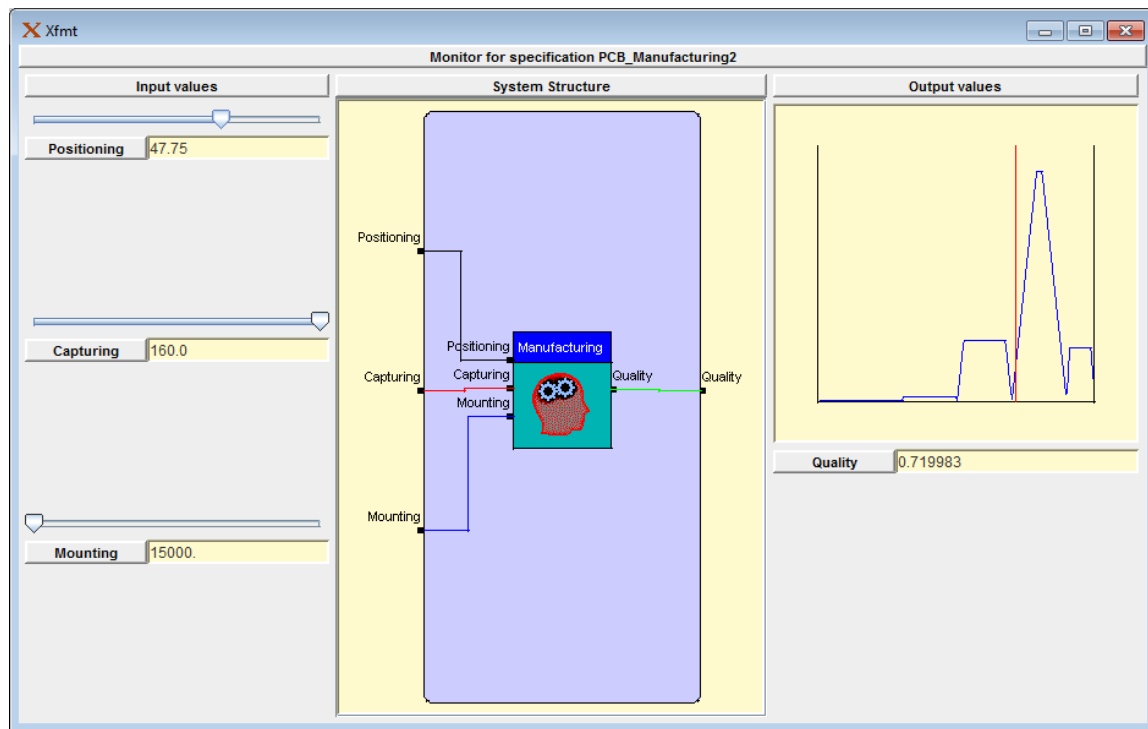 Xfmt
Monitor for specification PCB_Manufacturing2
Input values
Positioning 47.75
Capturing 160.0
Mounting 15000.
System Structure
Positioning
Positioning Manufacturing
Capturing Capturing Quality Quality
Mounting
Mounting
Output values
Quality 0.719983